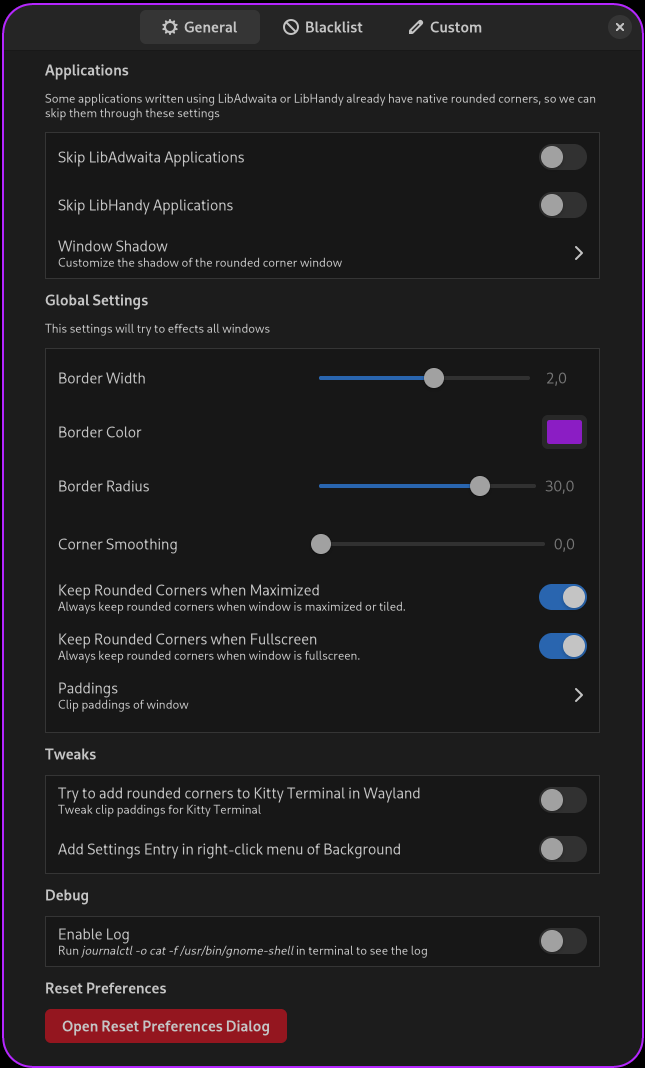 General
Blacklist
Custom
Applications
Some applications written using LibAdwaita or LibHandy already have native rounded corners, so we can
skip them through these settings
Skip LibAdwaita Applications
Skip LibHandy Applications
Window Shadow
Customize the shadow of the rounded corner window
Global Settings
This settings will try to effects all windows
Border Width
2,0
Border Color
Border Radius
30,0
Corner Smoothing
0,0
Keep Rounded Corners when Maximized
Always keep rounded corners when window is maximized or tiled.
Keep Rounded Corners when Fullscreen
Always keep rounded corners when window is fullscreen.
Paddings
Clip paddings of window
Tweaks
Try to add rounded corners to Kitty Terminal in Wayland
Tweak clip paddings for Kitty Terminal
Add Settings Entry in right-click menu of Background
Debug
Enable Log
Run journalctl -o cat -f /usr/bin/gnome-shell in terminal to see the log
Reset Preferences
Open Reset Preferences Dialog